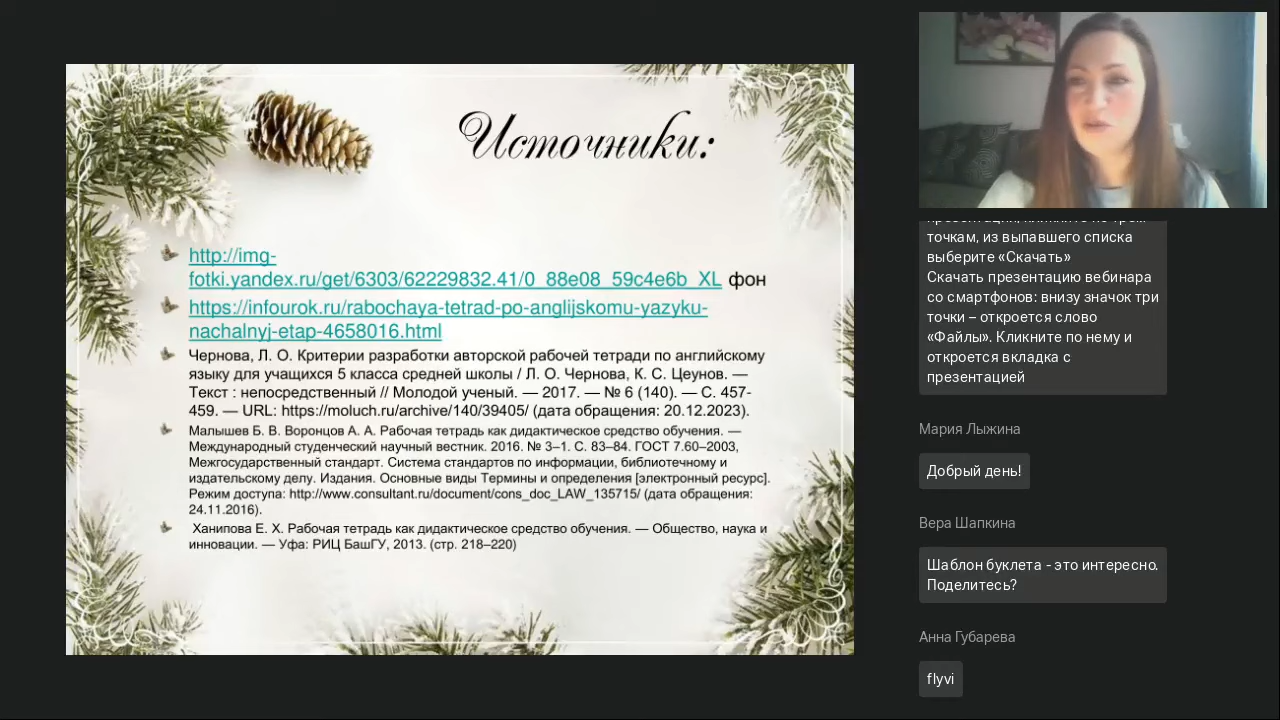 Источники:
http://img-
fotki.yandex.ru/get/6303/62229832.41/0_88e08_59c4e6b_XL фон
https://infourok.ru/rabochaya-tetrad-po-anglijskomu-yazyku-
nachalnyj-etap-4658016.html
Чернова, Л. О. Критерии разработки авторской рабочей тетради по английскому
языку для учащихся 5 класса средней школы / Л. О. Чернова, К. С. Цеунов. —
Текст : непосредственный // Молодой ученый. — 2017. — № 6 (140). — С. 457-
459. — URL: https://moluch.ru/archive/140/39405/ (дата обращения: 20.12.2023).
Малышев Б. В. Воронцов А. А. Рабочая тетрадь как дидактическое средство обучения. —
Международный студенческий научный вестник. 2016. № 3–1. С. 83–84. ГОСТ 7.60–2003,
Межгосударственный стандарт. Система стандартов по информации, библиотечному и
издательскому делу. Издания. Основные виды Термины и определения [электронный ресурс].
Режим доступа: http://www.consultant.ru/document/cons_doc_LAW_135715/ (дата обращения:
24.11.2016).
Ханипова Е. Х. Рабочая тетрадь как дидактическое средство обучения. — Общество, наука и
инновации. — Уфа: РИЦ БашГУ, 2013. (стр. 218–220)
точкам, из выпавшего списка
выберите «Скачать»
Скачать презентацию вебинара
со смартфонов: внизу значок три
точки – откроется слово
«Файлы». Кликните по нему и
откроется вкладка с
презентацией
Мария Лыжина
Добрый день!
Вера Шапкина
Шаблон буклета - это интересно.
Поделитесь?
Анна Губарева
flyvi